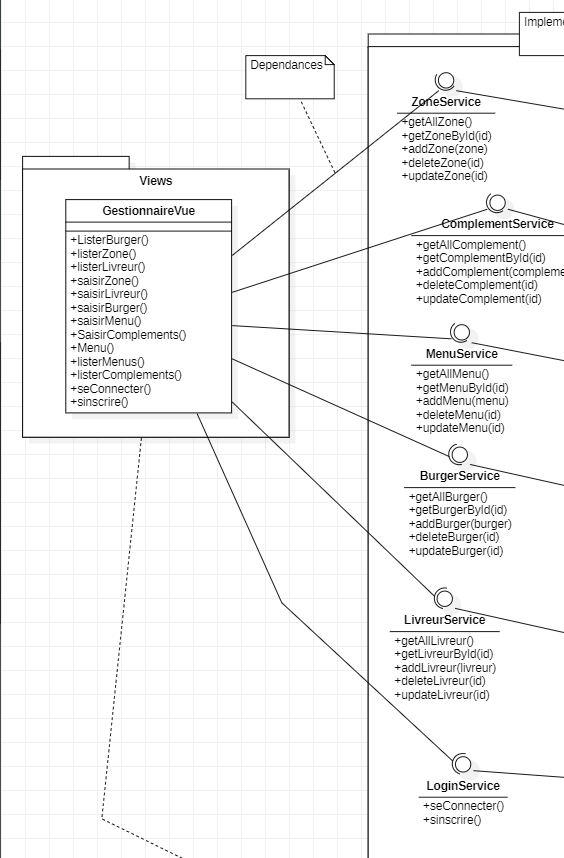 Impleme
Dependances
Views
GestionnaireVue
+ListerBurger()
+listerZone()
+listerLivreur()
+saisirZone()
+saisirLivreur()
+saisirBurger()
+saisirMenu()
+SaisirComplements()
+Menu()
+listerMenus()
+listerComplements()
+seConnecter()
+sinscrire()
ZoneService
+getAllZone()
+getZoneById(id)
+addZone(zone)
+deleteZone(id)
+updateZone(id)
ComplementService
+getAllComplement()
+getComplementById(id)
+addComplement(compleme
+deleteComplement(id)
+updateComplement(id)
MenuService
+getAllMenu()
+getMenuById(id)
+addMenu(menu)
+deleteMenu(id)
+updateMenu(id)
BurgerService
+getAllBurger()
+getBurgerById(id)
+addBurger(burger)
+deleteBurger(id)
+updateBurger(id)
LivreurService
+getAllLivreur()
+getLivreurById(id)
+addLivreur(livreur)
+deleteLivreur(id)
+updateLivreur(id)
LoginService
+seConnecter()
+sinscrire()